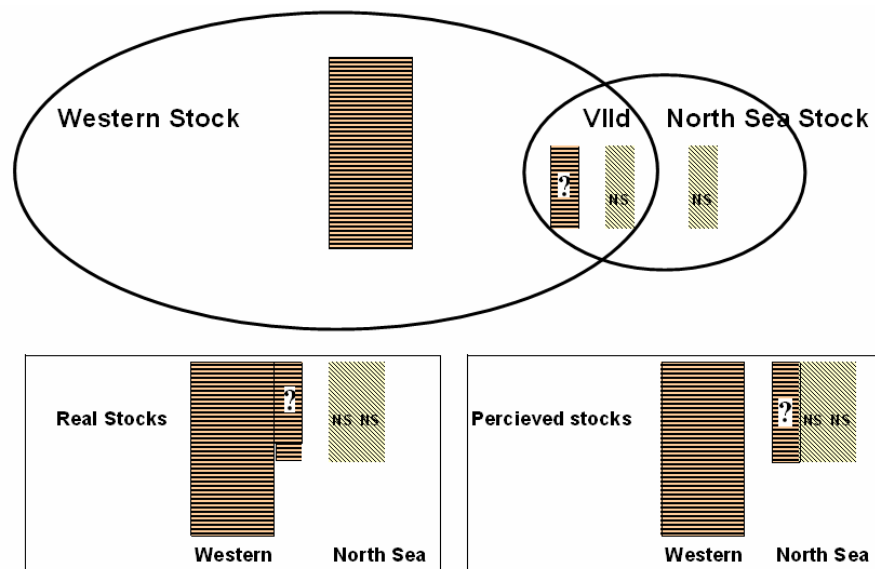 Western Stock
VIId
North Sea Stock
?
NS
NS
Real Stocks
?
NS NS
Western
North Sea
Percieved stocks
?
NS NS
Western
North Sea